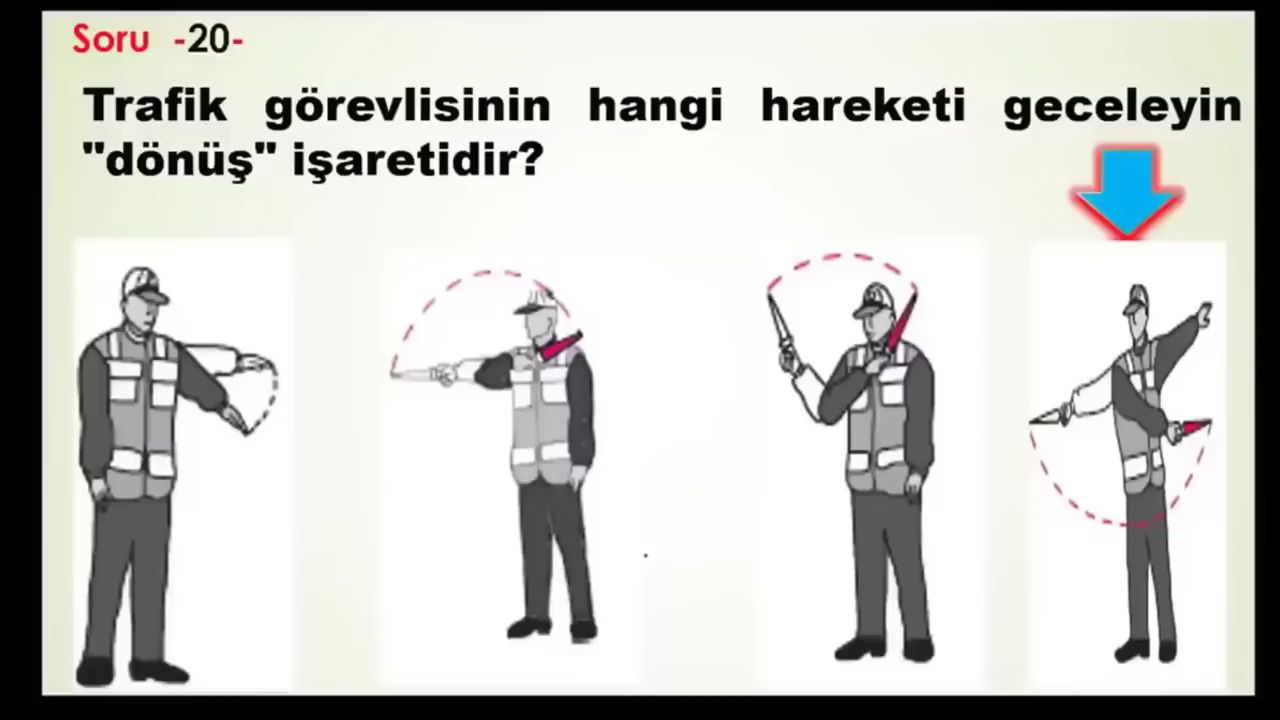 Soru -20-
Trafik görevlisinin hangi hareketi geceleyin
"dönüş" işaretidir?